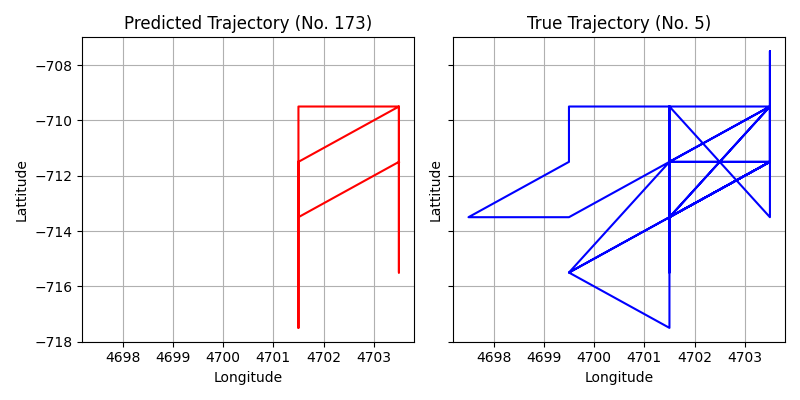 Predicted Trajectory (No. 173)
Lattitude
−708
−710
−712
−714
−716
−718
4698 4699 4700 4701 4702 4703
Longitude
True Trajectory (No. 5)
Lattitude
4698 4699 4700 4701 4702 4703
Longitude